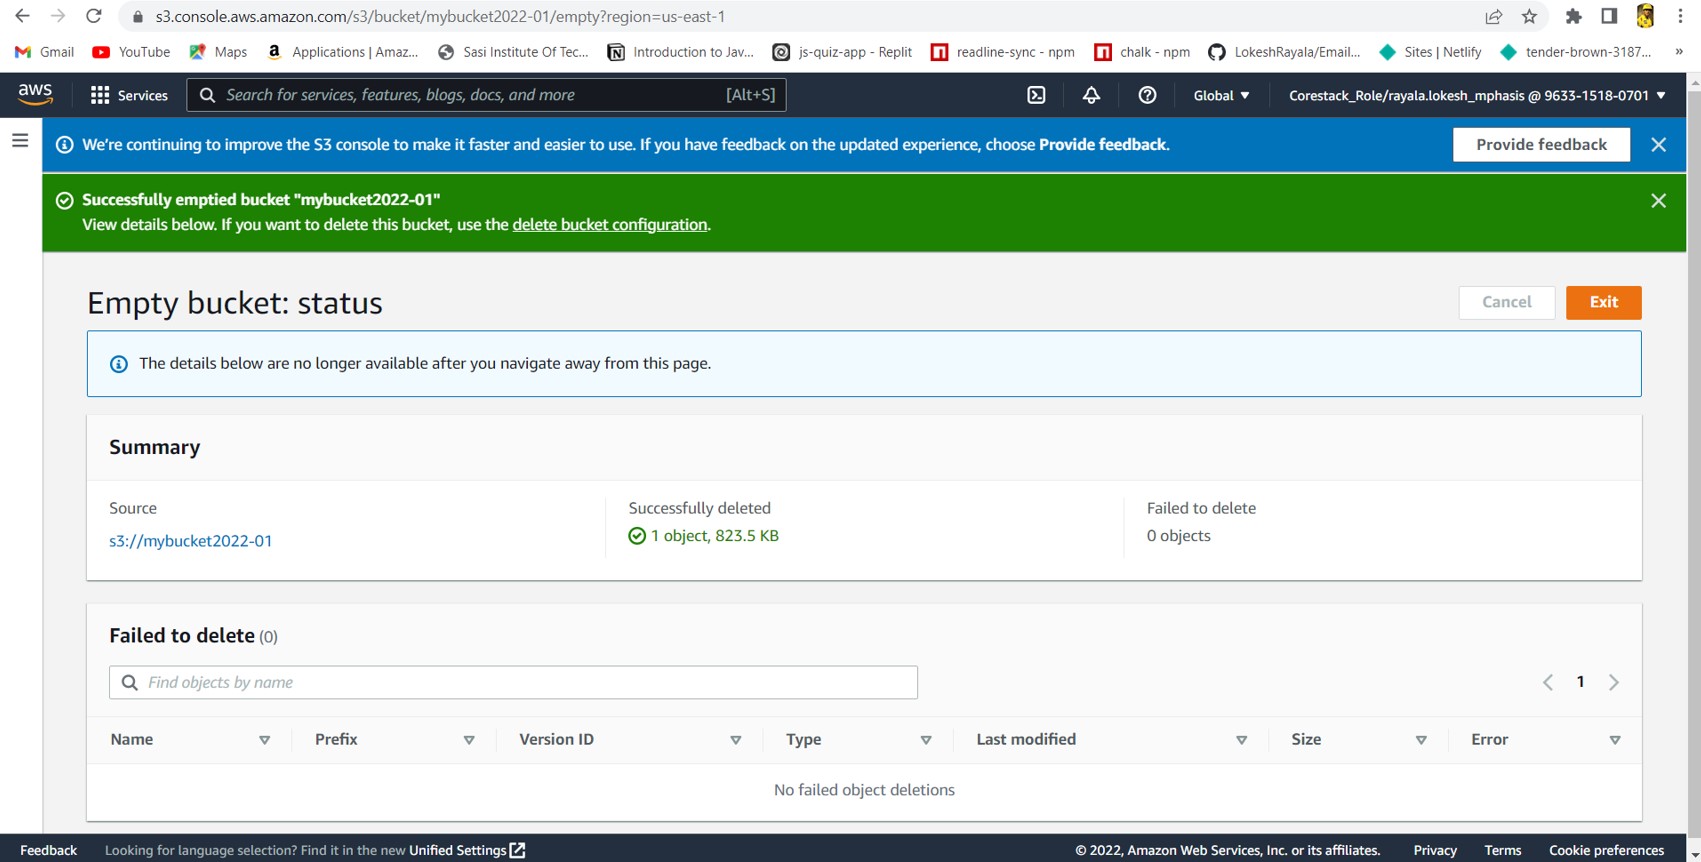 s3.console.aws.amazon.com/s3/bucket/mybucket2022-01/empty?region=us-east-1
Gmail YouTube Maps Applications | Amaz... Sasi Institute Of Tec... Introduction to Jav... js-quiz-app - Replit readline-sync - npm chalk - npm LokeshRayala/Email... Sites | Netlify tender-brown-3187... »
aws Services Search for services, features, blogs, docs, and more [Alt+S] Global Corestack_Role/rayala.lokesh_mphasis @ 9633-1518-0701
We're continuing to improve the S3 console to make it faster and easier to use. If you have feedback on the updated experience, choose Provide feedback. Provide feedback
Successfully emptied bucket "mybucket2022-01"
View details below. If you want to delete this bucket, use the delete bucket configuration.
Empty bucket: status Cancel Exit
The details below are no longer available after you navigate away from this page.
Summary
Source Successfully deleted Failed to delete
s3://mybucket2022-01 1 object, 823.5 KB 0 objects
Failed to delete (0)
Find objects by name 1
Name Prefix Version ID Type Last modified Size Error
No failed object deletions
Feedback Looking for language selection? Find it in the new Unified Settings © 2022, Amazon Web Services, Inc. or its affiliates. Privacy Terms Cookie preferences